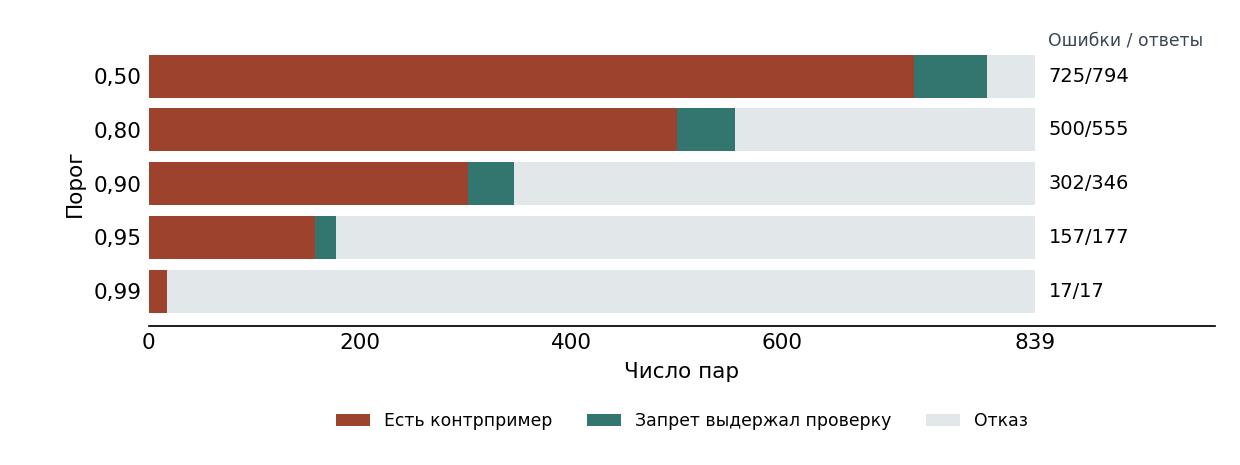 Ошибки / ответы
0,50 725/794
0,80 500/555
0,90 302/346
0,95 157/177
0,99 17/17
Порог
0 200 400 600 839
Число пар
Есть контрпример Запрет выдержал проверку Отказ